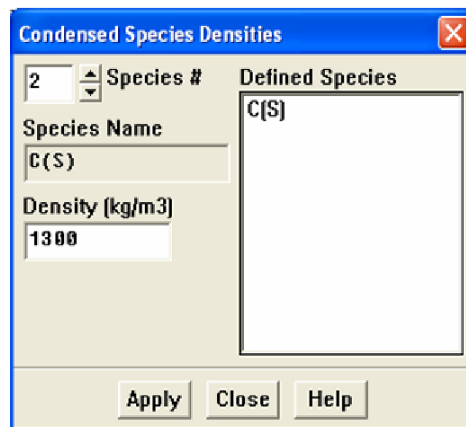 Condensed Species Densities
2 Species #
Species Name
C(S)
Density (kg/m3)
1300
Defined Species
C(S)
Apply Close Help